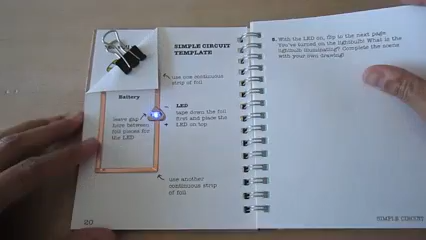 SIMPLE CIRCUIT
TEMPLATE
use one continuous
strip of foil
Battery
LED
tape down the foil
first and place the
LED on top
leave gap
here between
foil pieces for
the LED
use another
continuous strip
of foil
20
5. With the LED on, flip to the next page.
You've turned on the lightbulb! What is the
lightbulb illuminating? Complete the scene
with your own drawing!
SIMPLE CIRCUIT